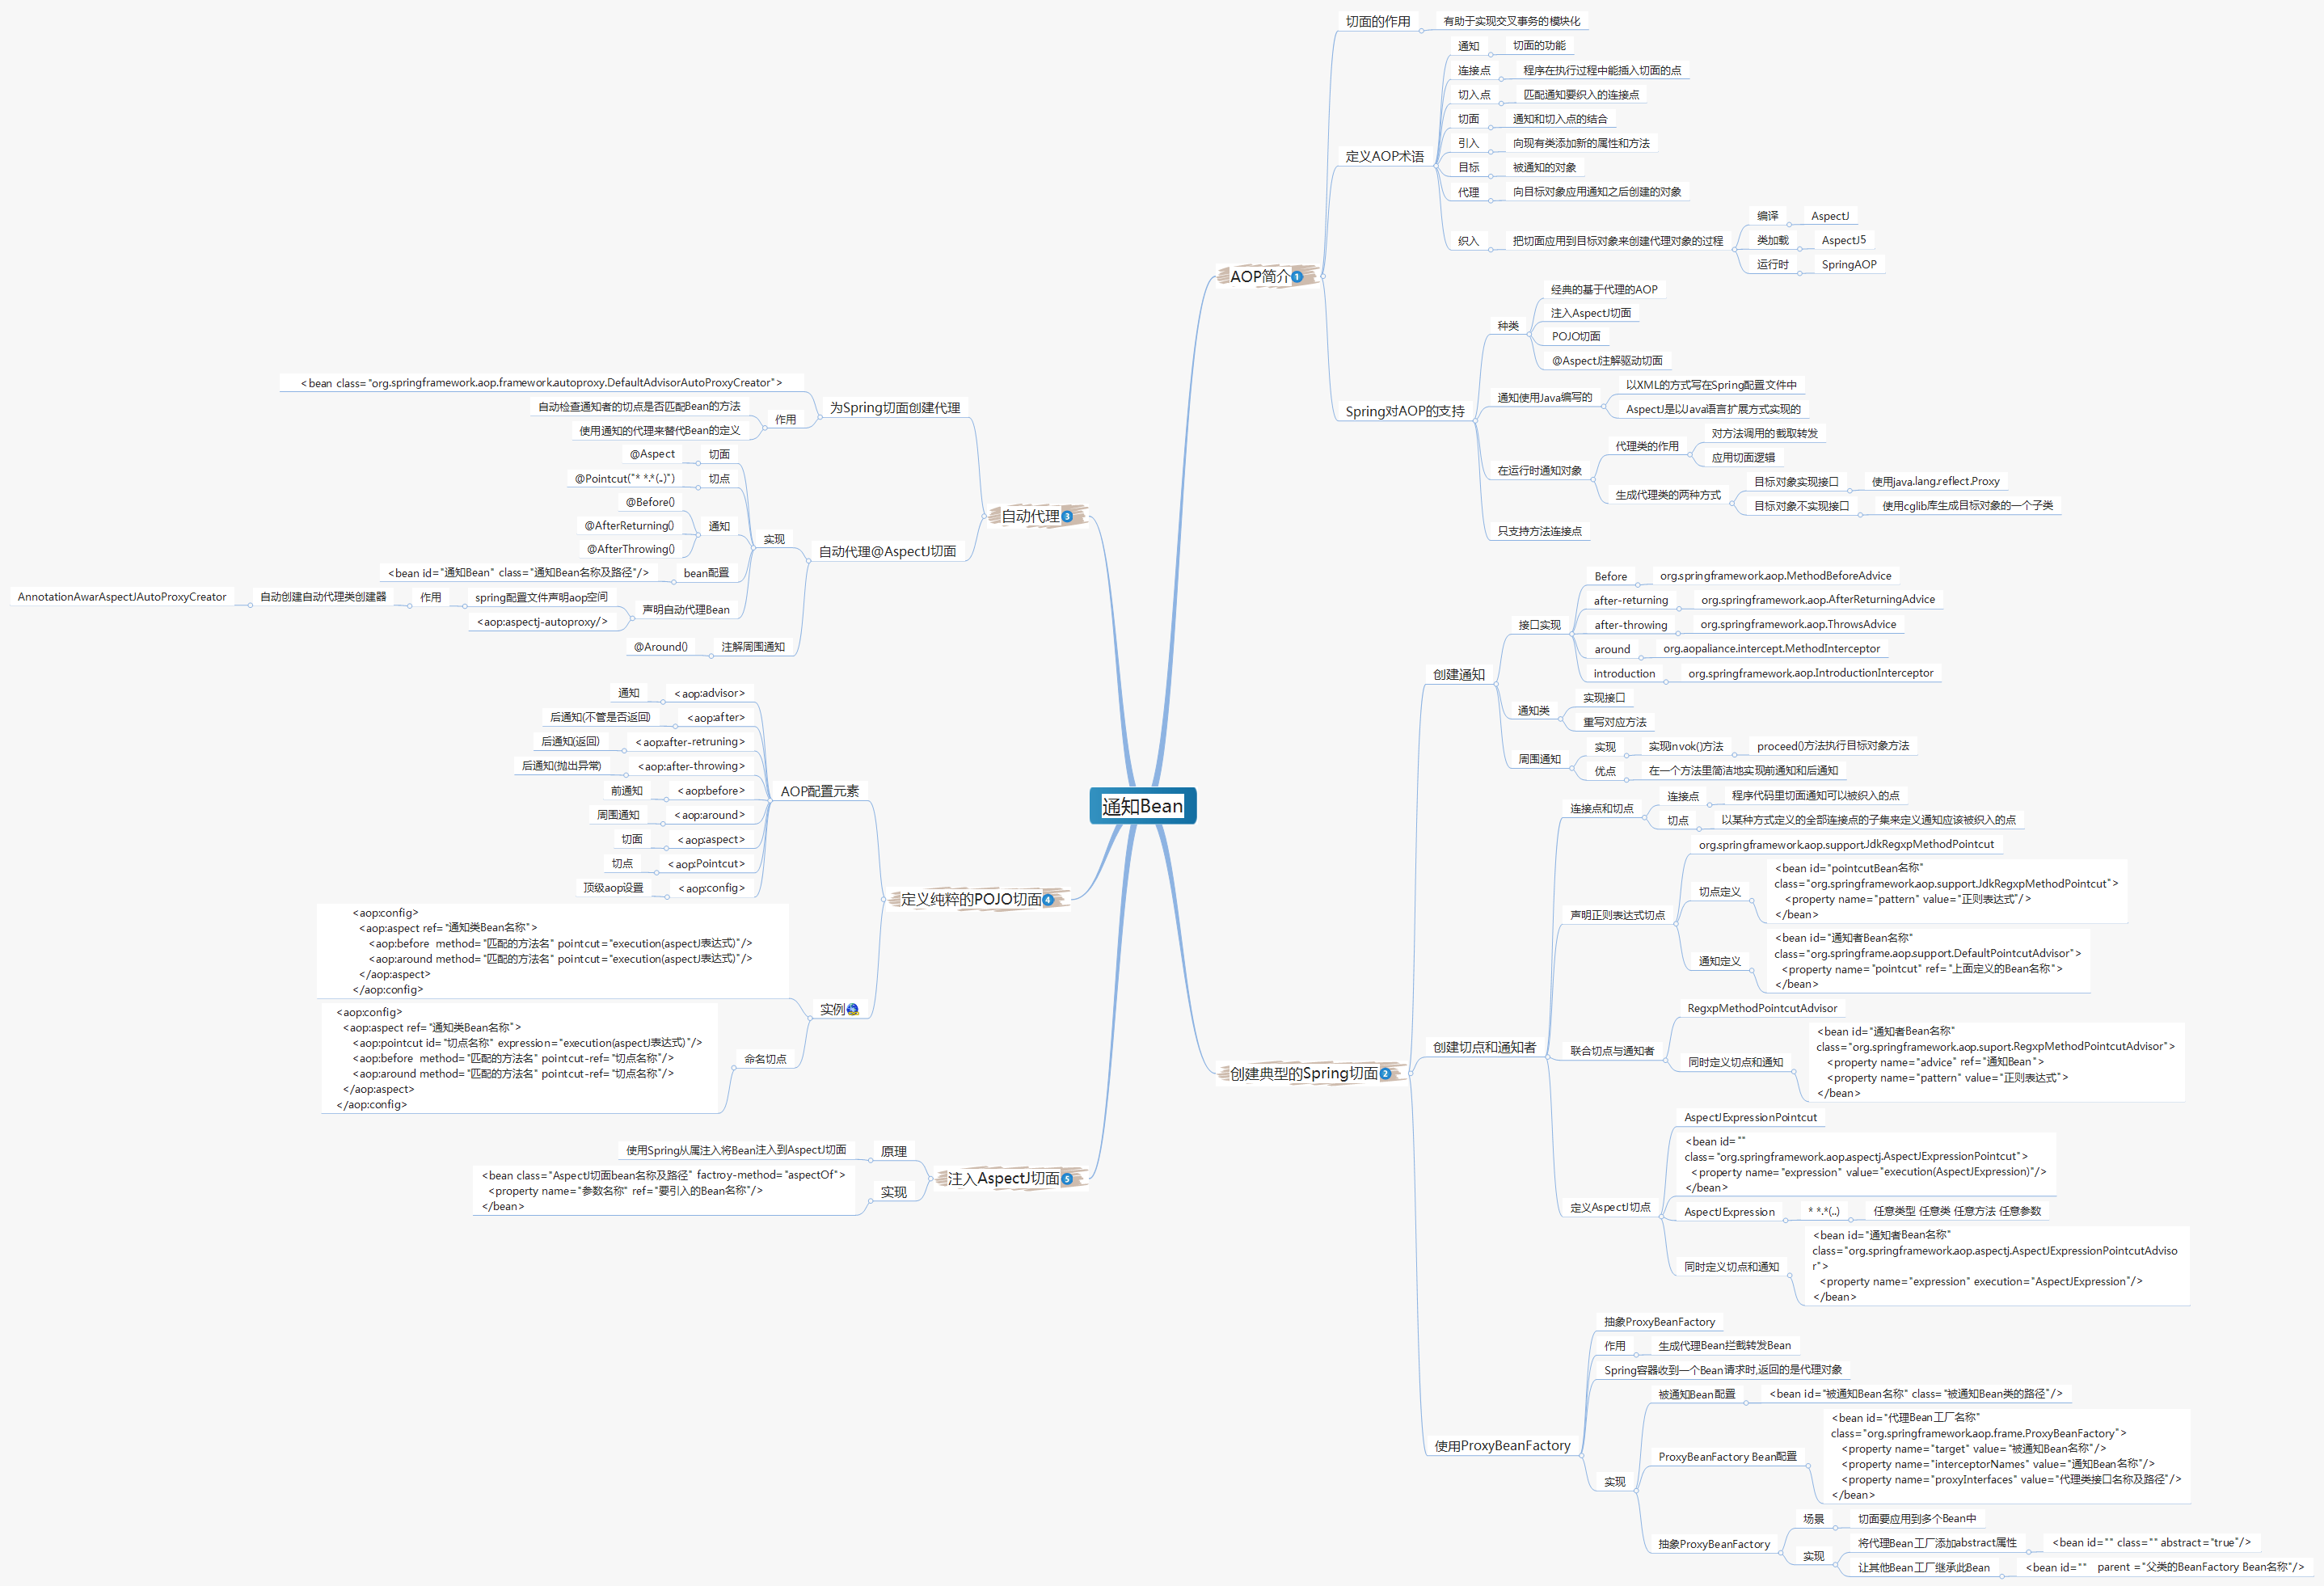 通知Bean
AOP简介
切面的作用
有助于实现交叉事务的模块化
定义AOP术语
通知
切面的功能
连接点
程序在执行过程中能插入切面的点
切入点
匹配通知要织入的连接点
切面
通知和切入点的结合
引入
向现有类添加新的属性和方法
目标
被通知的对象
代理
向目标对象应用通知之后创建的对象
织入
把切面应用到目标对象来创建代理对象的过程
编译
AspectJ
类加载
AspectJ5
运行时
SpringAOP
Spring对AOP的支持
种类
经典的基于代理的AOP
注入AspectJ切面
POJO切面
@AspectJ注解驱动切面
通知使用Java编写的
以XML的方式写在Spring配置文件中
AspectJ是以Java语言扩展方式实现的
在运行时通知对象
代理类的作用
对方法调用的截取转发
应用切面逻辑
生成代理类的两种方式
目标对象实现接口
使用java.lang.reflect.Proxy
目标对象不实现接口
使用cglib库生成目标对象的一个子类
只支持方法连接点
创建典型的Spring切面
创建通知
接口实现
Before
org.springframework.aop.MethodBeforeAdvice
after-returning
org.springframework.aop.AfterReturningAdvice
after-throwing
org.springframework.aop.ThrowsAdvice
around
org.aopaliance.intercept.MethodInterceptor
introduction
org.springframework.aop.IntroductionInterceptor
通知类
实现接口
重写对应方法
周围通知
实现
实现invok()方法
proceed()方法执行目标对象方法
优点
在一个方法里简洁地实现前通知和后通知
创建切点和通知者
连接点和切点
连接点
程序代码里切面通知可以被织入的点
切点
以某种方式定义的全部连接点的子集来定义通知应该被织入的点
声明正则表达式切点
org.springframework.aop.supportJdkRegxpMethodPointcut
切点定义
<bean id="pointcutBean名称"
class="org.springframework.aop.support.JdkRegxpMethodPointcut">
<property name="pattern" value="正则表达式"/>
</bean>
通知定义
<bean id="通知者Bean名称"
class="org.springframe.aop.support.DefaultPointcutAdvisor">
<property name="pointcut" ref="上面定义的Bean名称">
</bean>
联合切点与通知者
RegxpMethodPointcutAdvisor
同时定义切点和通知
<bean id="通知者Bean名称"
class="org.springframework.aop.suport.RegxpMethodPointcutAdvisor">
<property name="advice" ref="通知Bean">
<property name="pattern" value="正则表达式">
</bean>
定义AspectJ切点
AspectJExpressionPointcut
<bean id=""
class="org.springframework.aop.aspectj.AspectJExpressionPointcut">
<property name="expression" value="execution(AspectJExpression)"/>
</bean>
AspectJExpression
* *.*(..)
任意类型 任意类 任意方法 任意参数
同时定义切点和通知
<bean id="通知者Bean名称"
class="org.springframework.aop.aspectj.AspectJExpressionPointcutAdviso
r">
<property name="expression" execution="AspectJExpression"/>
</bean>
使用ProxyBeanFactory
抽象ProxyBeanFactory
作用
生成代理Bean拦截转发Bean
Spring容器收到一个Bean请求时,返回的是代理对象
实现
被通知Bean配置
<bean id="被通知Bean名称" class="被通知Bean类的路径"/>
ProxyBeanFactory Bean配置
<bean id="代理Bean工厂名称"
class="org.springframework.aop.frame.ProxyBeanFactory">
<property name="target" value="被通知Bean名称"/>
<property name="interceptorNames" value="通知Bean名称"/>
<property name="proxyInterfaces" value="代理类接口名称及路径"/>
</bean>
抽象ProxyBeanFactory
场景
切面要应用到多个Bean中
实现
将代理Bean工厂添加abstract属性
<bean id="" class="" abstract="true"/>
让其他Bean工厂继承此Bean
<bean id="" parent ="父类的BeanFactory Bean名称"/>
自动代理
为Spring切面创建代理
<bean class="org.springframework.aop.framework.autoproxy.DefaultAdvisorAutoProxyCreator">
作用
自动检查通知者的切点是否匹配Bean的方法
使用通知的代理来替代Bean的定义
自动代理@AspectJ切面
实现
切面
@Aspect
切点
@Pointcut("* *.*(..)")
通知
@Before()
@AfterReturning()
@AfterThrowing()
bean配置
<bean id="通知Bean" class="通知Bean名称及路径"/>
声明自动代理Bean
spring配置文件声明aop空间
作用
自动创建自动代理类创建器
AnnotationAwarAspectJAutoProxyCreator
<aop:aspectj-autoproxy/>
注解周围通知
@Around()
定义纯粹的POJO切面
AOP配置元素
<aop:advisor>
通知
<aop:after>
后通知(不管是否返回)
<aop:after-retruning>
后通知(返回)
<aop:after-throwing>
后通知(抛出异常)
<aop:before>
前通知
<aop:around>
周围通知
<aop:aspect>
切面
<aop:Pointcut>
切点
<aop:config>
顶级aop设置
实例
<aop:config>
<aop:aspect ref="通知类Bean名称">
<aop:before method="匹配的方法名" pointcut="execution(aspectJ表达式)"/>
<aop:around method="匹配的方法名" pointcut="execution(aspectJ表达式)"/>
</aop:aspect>
</aop:config>
命名切点
<aop:config>
<aop:aspect ref="通知类Bean名称">
<aop:pointcut id="切点名称" expression="execution(aspectJ表达式)"/>
<aop:before method="匹配的方法名" pointcut-ref="切点名称"/>
<aop:around method="匹配的方法名" pointcut-ref="切点名称"/>
</aop:aspect>
</aop:config>
注入AspectJ切面
原理
使用Spring从属注入将Bean注入到AspectJ切面
实现
<bean class="AspectJ切面bean名称及路径" factroy-method="aspectOf">
<property name="参数名称" ref="要引入的Bean名称"/>
</bean>
1
2
3
4
5